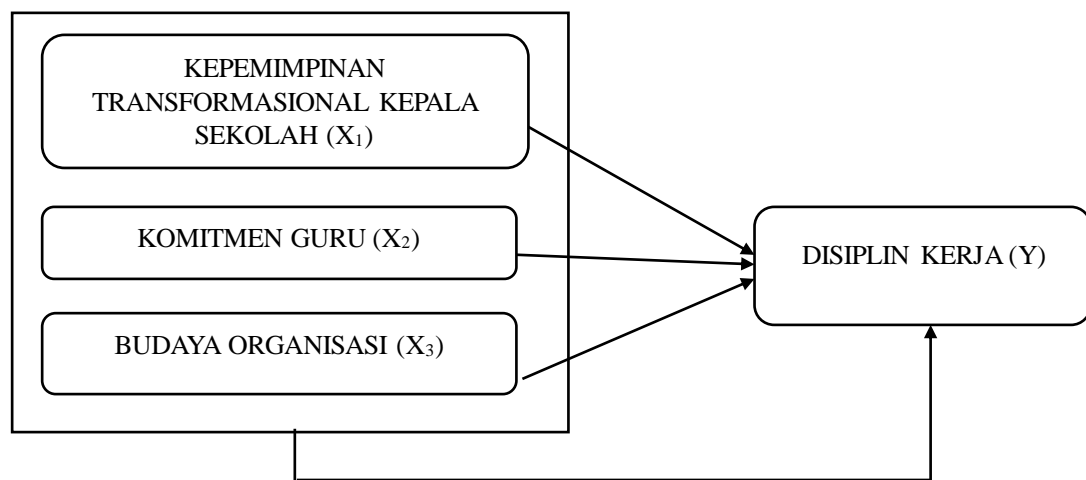 KEPEMIMPINAN
TRANSFORMASIONAL KEPALA
SEKOLAH (X₁)
KOMITMEN GURU (X₂)
BUDAYA ORGANISASI (X₃)
DISIPLIN KERJA (Y)